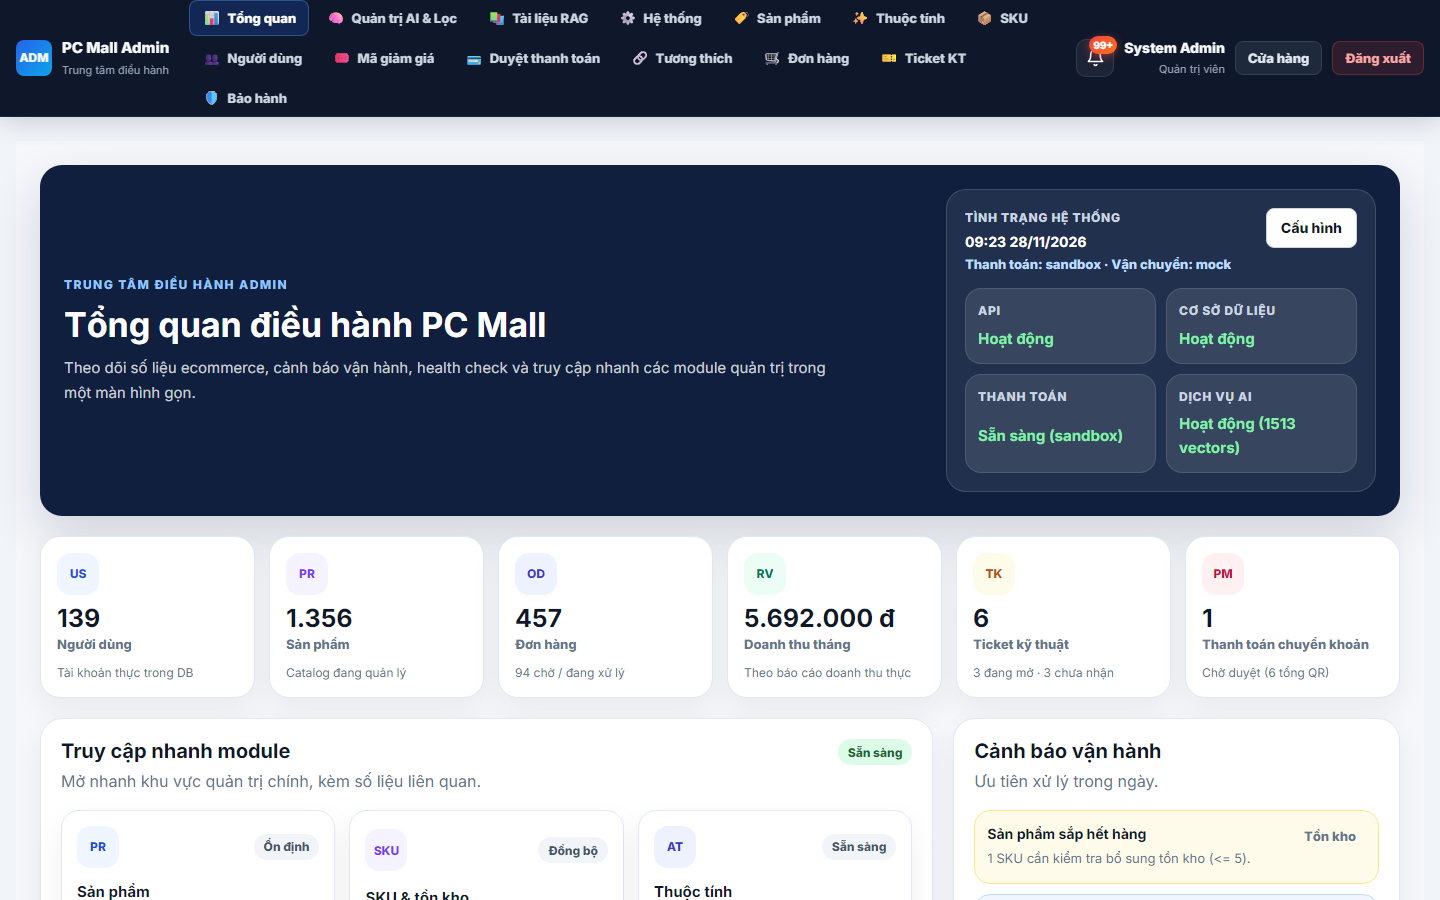 ADM
PC Mall Admin
Trung tâm điều hành
Tổng quan
Quản trị AI & Lọc
Tài liệu RAG
Hệ thống
Sản phẩm
Thuộc tính
SKU
Người dùng
Mã giảm giá
Duyệt thanh toán
Tương thích
Đơn hàng
Ticket KT
Bảo hành
99+
System Admin
Quản trị viên
Cửa hàng
Đăng xuất
TRUNG TÂM ĐIỀU HÀNH ADMIN
Tổng quan điều hành PC Mall
Theo dõi số liệu ecommerce, cảnh báo vận hành, health check và truy cập nhanh các module quản trị trong
một màn hình gọn.
TÌNH TRẠNG HỆ THỐNG
09:23 28/11/2026
Thanh toán: sandbox · Vận chuyển: mock
Cấu hình
API
Hoạt động
CƠ SỞ DỮ LIỆU
Hoạt động
THANH TOÁN
Sẵn sàng (sandbox)
DỊCH VỤ AI
Hoạt động (1513
vectors)
US
139
Người dùng
Tài khoản thực trong DB
PR
1.356
Sản phẩm
Catalog đang quản lý
OD
457
Đơn hàng
94 chờ / đang xử lý
RV
5.692.000 đ
Doanh thu tháng
Theo báo cáo doanh thu thực
TK
6
Ticket kỹ thuật
3 đang mở · 3 chưa nhận
PM
1
Thanh toán chuyển khoản
Chờ duyệt (6 tổng QR)
Truy cập nhanh module
Mở nhanh khu vực quản trị chính, kèm số liệu liên quan.
Sẵn sàng
PR
Ổn định
Sản phẩm
SKU
Đồng bộ
SKU & tồn kho
AT
Sẵn sàng
Thuộc tính
Cảnh báo vận hành
Ưu tiên xử lý trong ngày.
Sản phẩm sắp hết hàng
Tồn kho
1 SKU cần kiểm tra bổ sung tồn kho (<= 5).